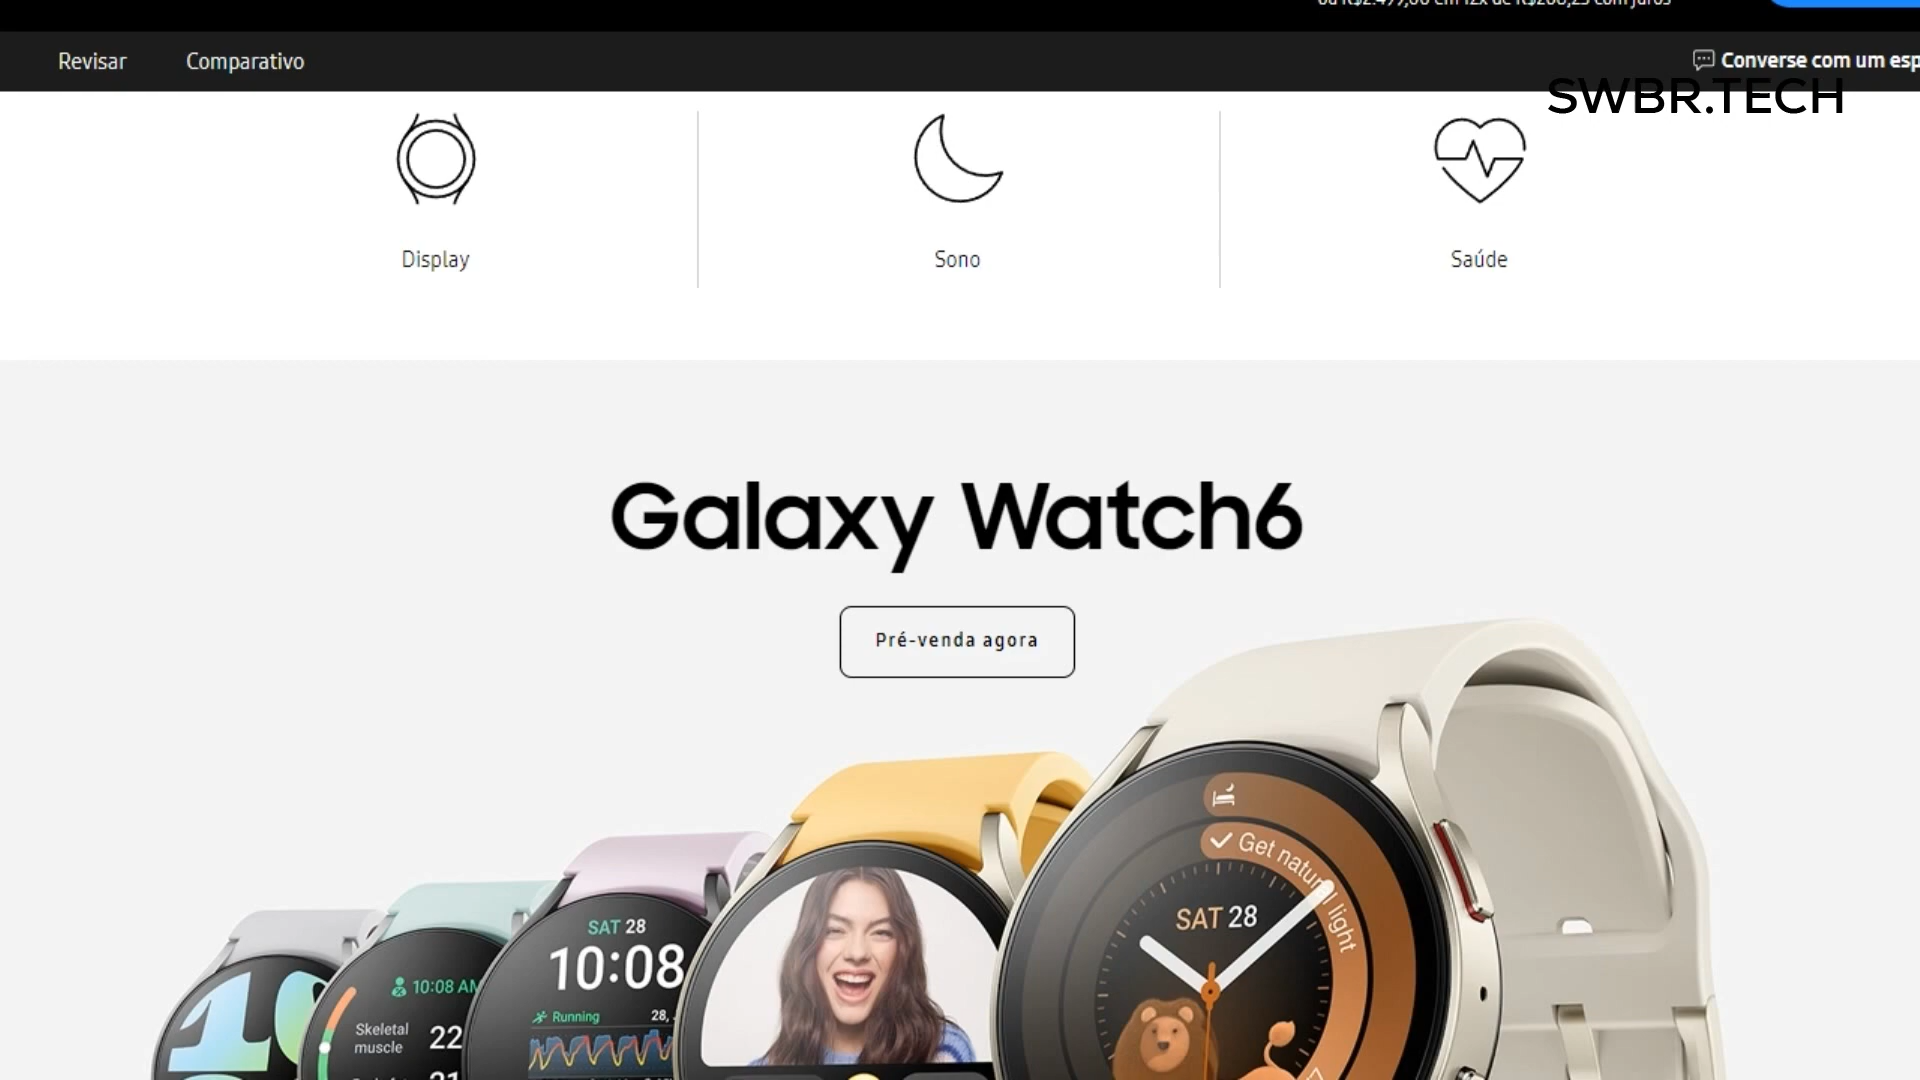 Revisar
Comparativo
Converse com um esp
SWBR.TECH
Display
Sono
Saúde
Galaxy Watch6
Pré-venda agora
Get natural light
SAT 28
SAT 28
10:08
Running
28,
10:08 AM
Skeletal
muscle
22